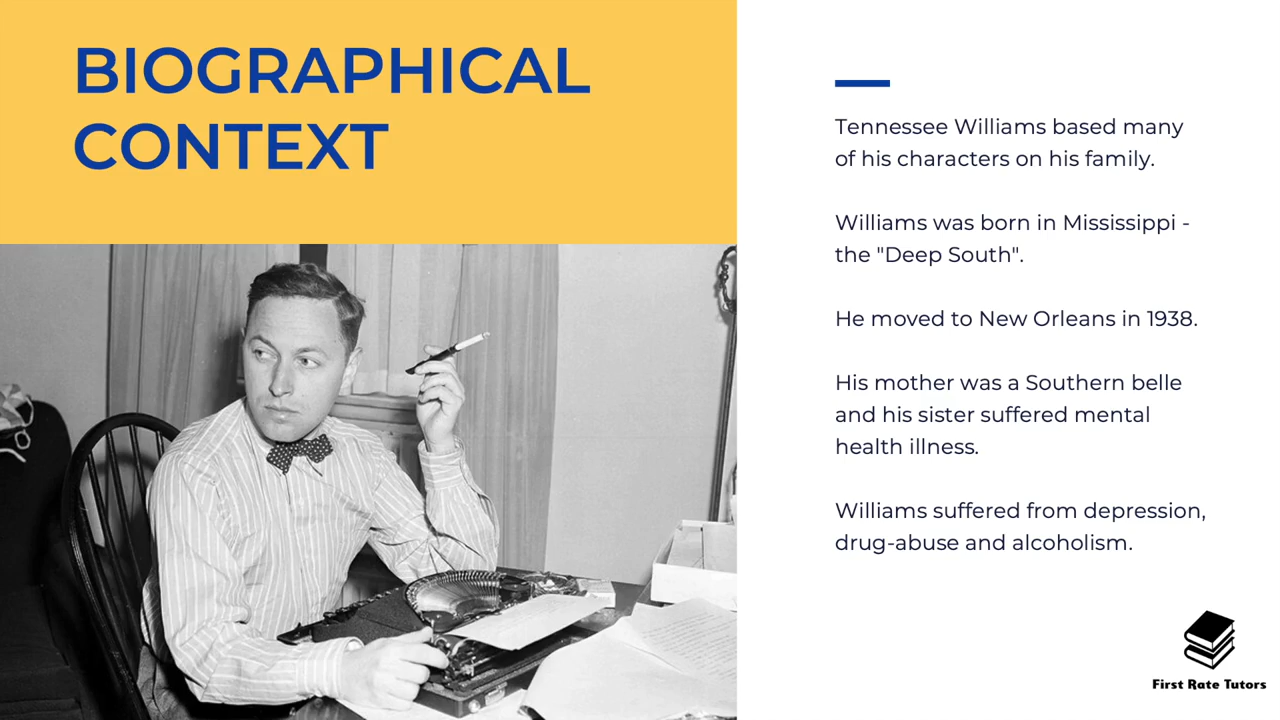 BIOGRAPHICAL
CONTEXT
Tennessee Williams based many
of his characters on his family.
Williams was born in Mississippi -
the "Deep South".
He moved to New Orleans in 1938.
His mother was a Southern belle
and his sister suffered mental
health illness.
Williams suffered from depression,
drug-abuse and alcoholism.
First Rate Tutors